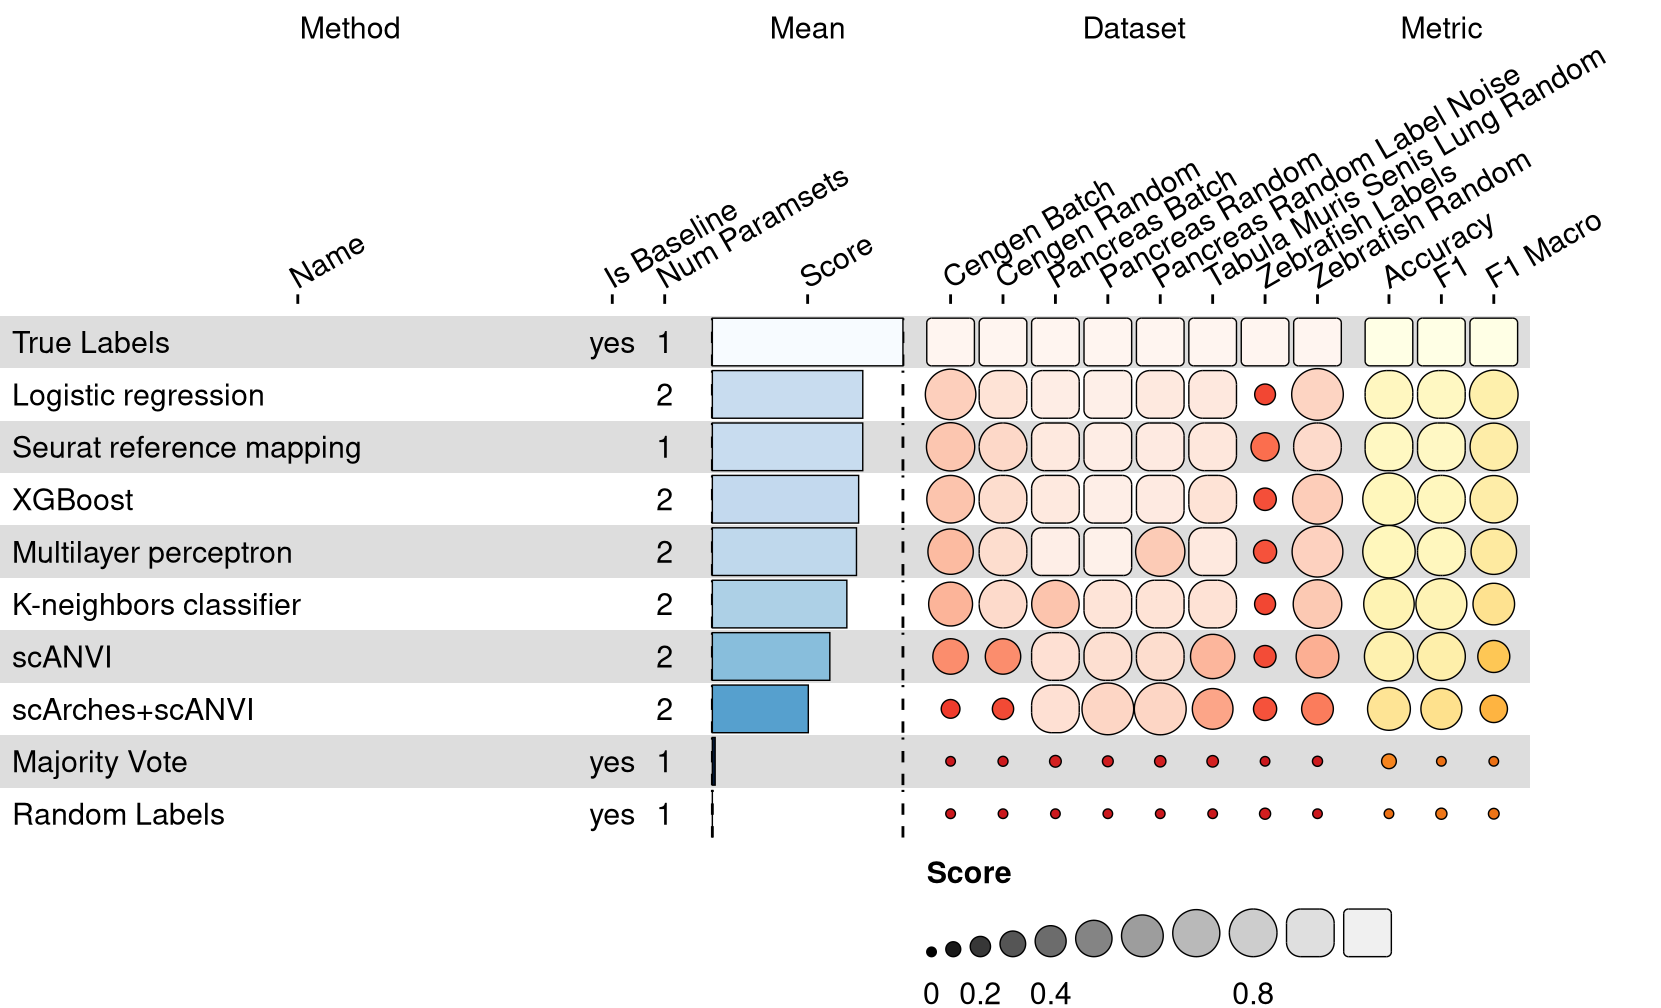 Method Mean Dataset Metric
Name Is Baseline Num Paramsets Score Cengen Batch Cengen Random Pancreas Batch Pancreas Random Pancreas Random Label Noise Tabula Muris Senis Lung Random Zebrafish Labels Zebrafish Random Accuracy F1 F1 Macro
True Labels yes 1
Logistic regression 2
Seurat reference mapping 1
XGBoost 2
Multilayer perceptron 2
K-neighbors classifier 2
scANVI 2
scArches+scANVI 2
Majority Vote yes 1
Random Labels yes 1
Score
0 0.2 0.4 0.8